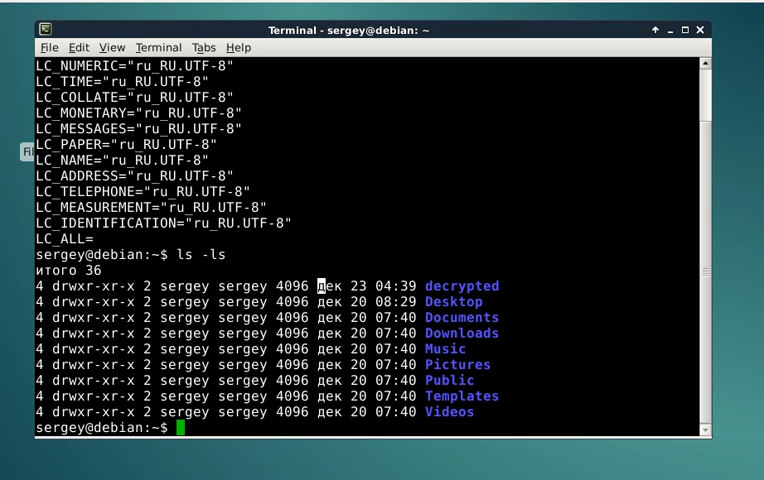 Terminal - sergey@debian: ~
File Edit View Terminal Tabs Help
LC_NUMERIC="ru_RU.UTF-8"
LC_TIME="ru_RU.UTF-8"
LC_COLLATE="ru_RU.UTF-8"
LC_MONETARY="ru_RU.UTF-8"
LC_MESSAGES="ru_RU.UTF-8"
LC_PAPER="ru_RU.UTF-8"
LC_NAME="ru_RU.UTF-8"
LC_ADDRESS="ru_RU.UTF-8"
LC_TELEPHONE="ru_RU.UTF-8"
LC_MEASUREMENT="ru_RU.UTF-8"
LC_IDENTIFICATION="ru_RU.UTF-8"
LC_ALL=
sergey@debian:~$ ls -ls
итого 36
4 drwxr-xr-x 2 sergey sergey 4096 дек 23 04:39 decrypted
4 drwxr-xr-x 2 sergey sergey 4096 дек 20 08:29 Desktop
4 drwxr-xr-x 2 sergey sergey 4096 дек 20 07:40 Documents
4 drwxr-xr-x 2 sergey sergey 4096 дек 20 07:40 Downloads
4 drwxr-xr-x 2 sergey sergey 4096 дек 20 07:40 Music
4 drwxr-xr-x 2 sergey sergey 4096 дек 20 07:40 Pictures
4 drwxr-xr-x 2 sergey sergey 4096 дек 20 07:40 Public
4 drwxr-xr-x 2 sergey sergey 4096 дек 20 07:40 Templates
4 drwxr-xr-x 2 sergey sergey 4096 дек 20 07:40 Videos
sergey@debian:~$